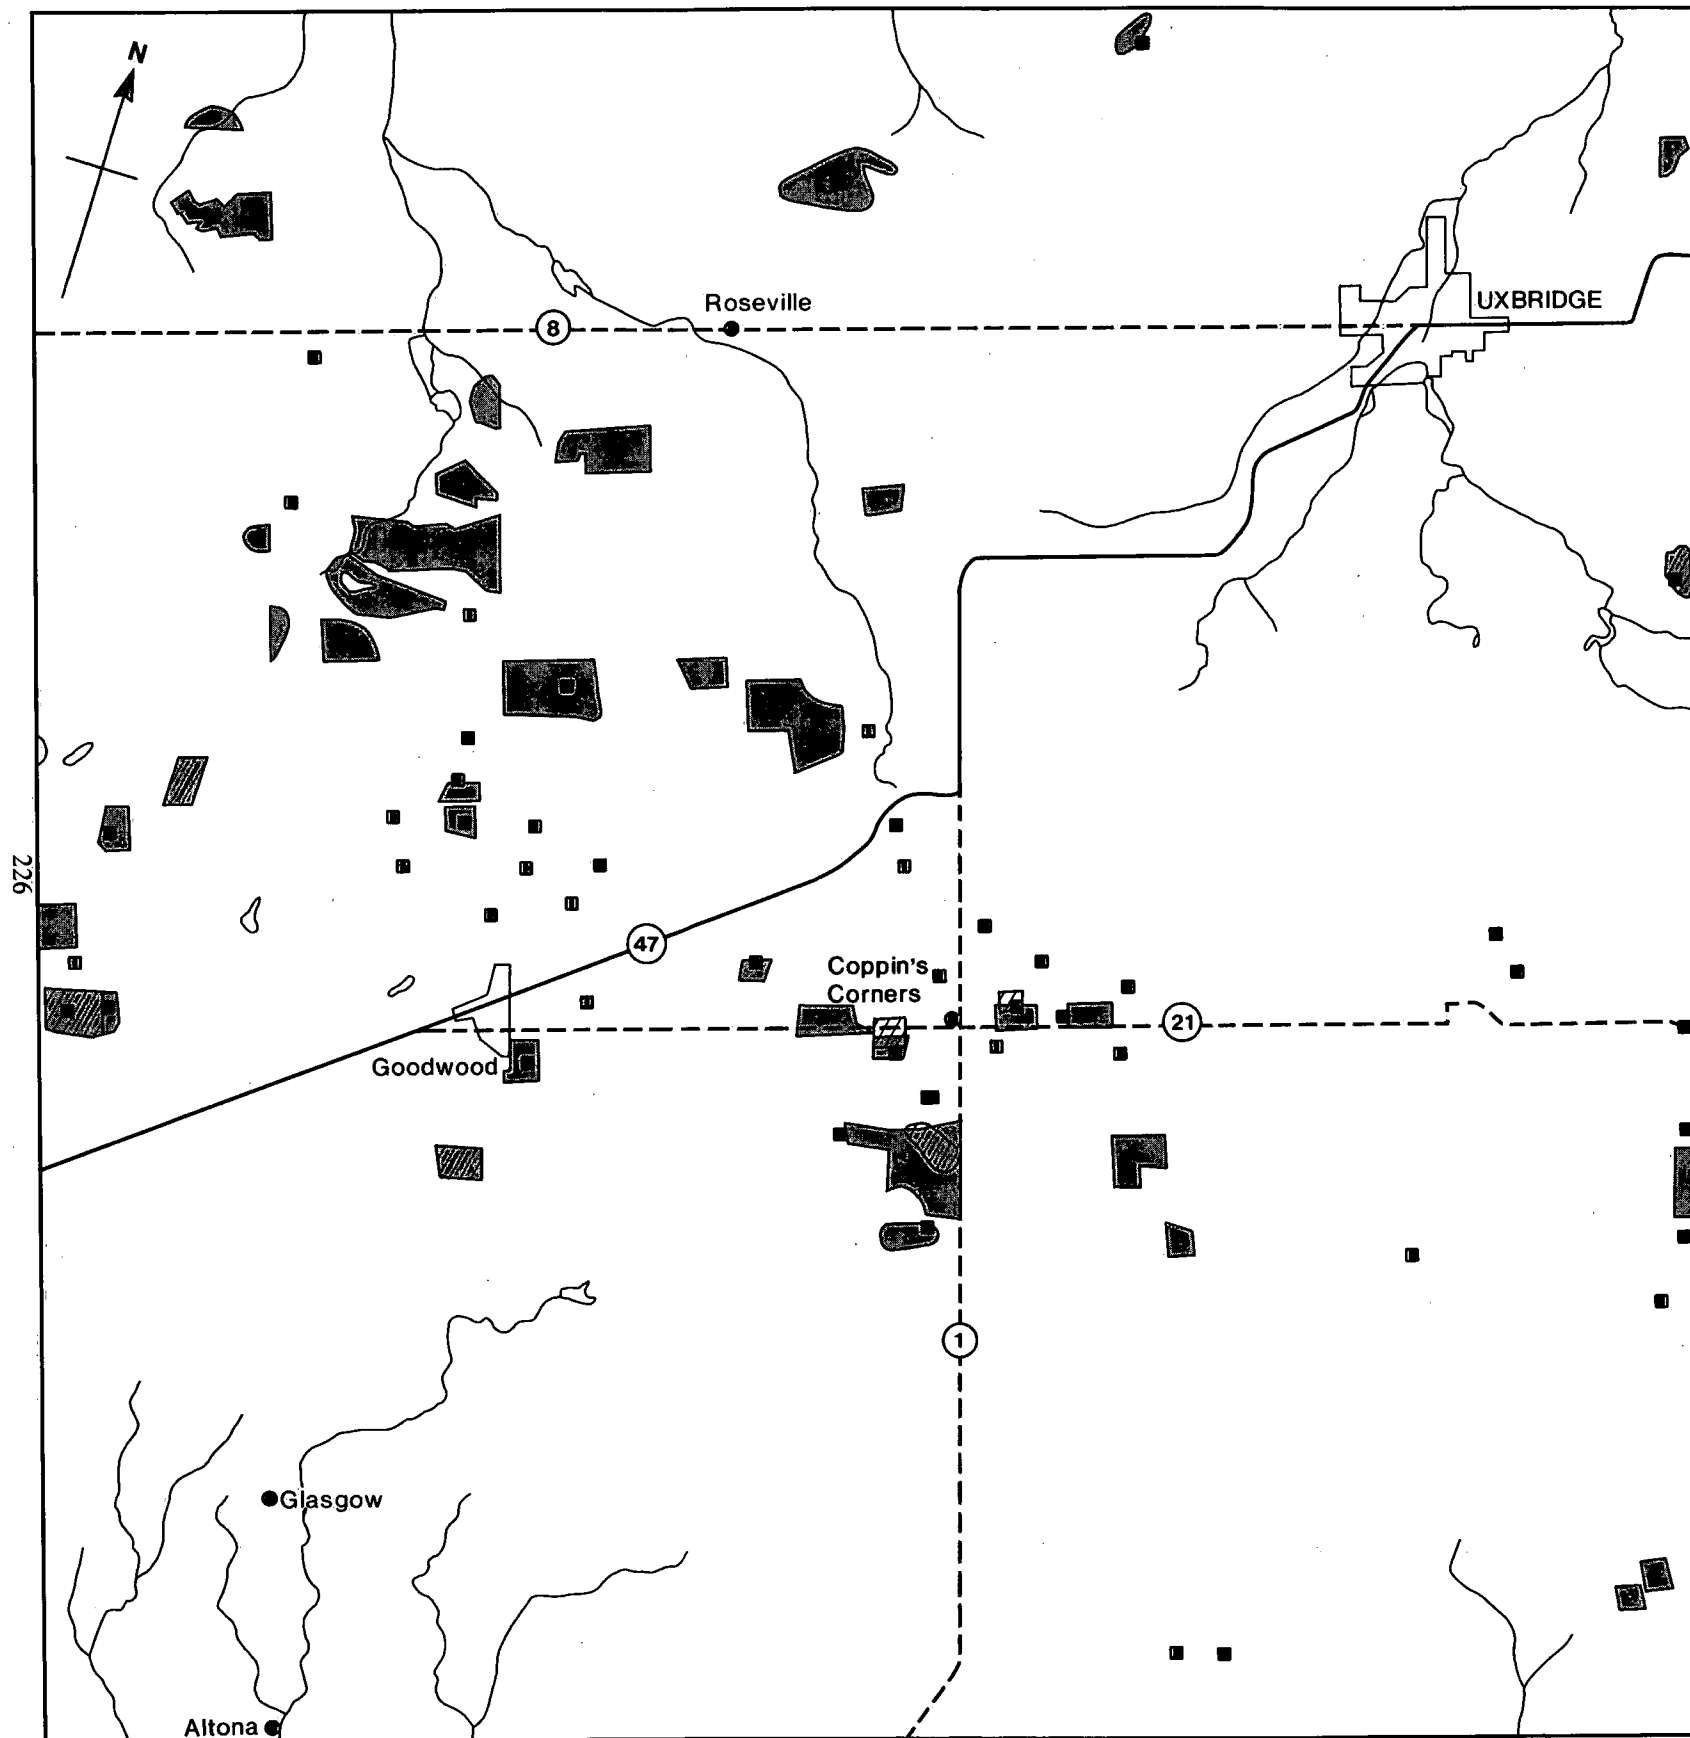 N
Roseville
8
UXBRIDGE
226
47
Coppin's
Corners
21
Goodwood
1
Glasgow
Altona